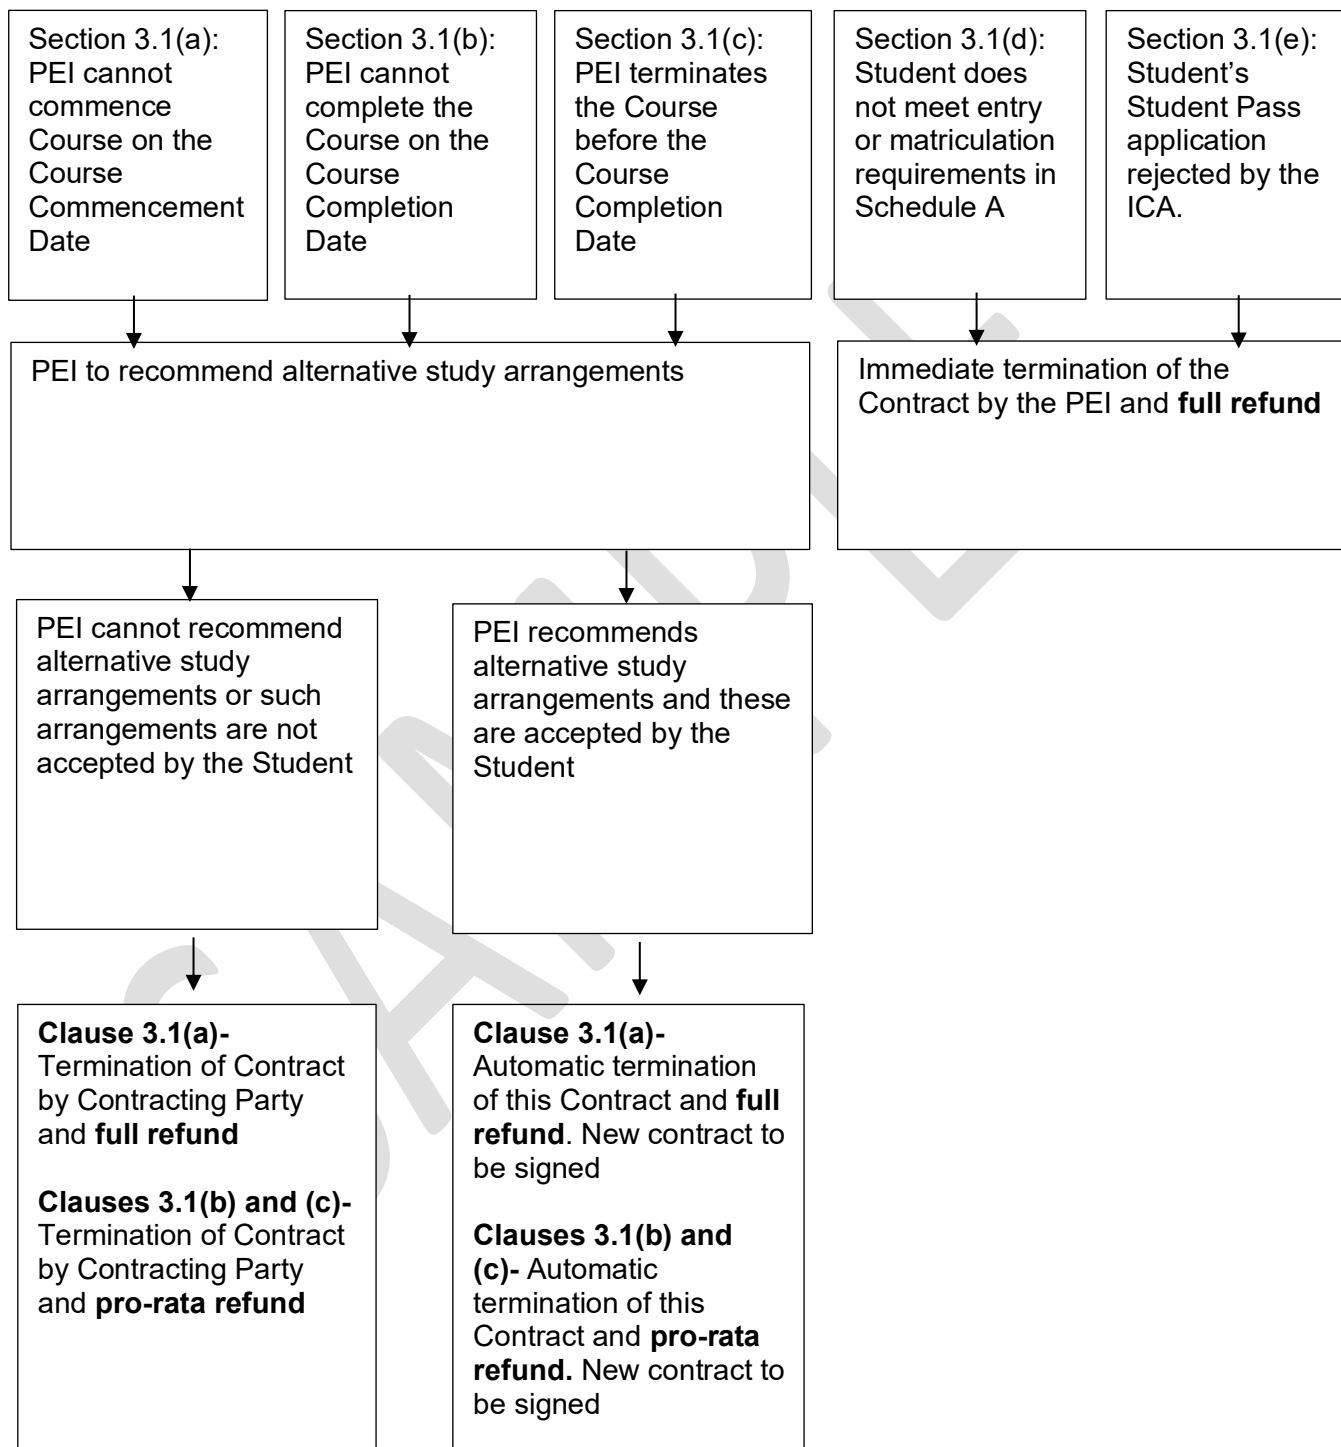 Section 3.1(a):
PEI cannot
commence
Course on the
Course
Commencement
Date
Section 3.1(b):
PEI cannot
complete the
Course on the
Course
Completion
Date
Section 3.1(c):
PEI terminates
the Course
before the
Course
Completion
Date
Section 3.1(d):
Student does
not meet entry
or matriculation
requirements in
Schedule A
Section 3.1(e):
Student’s
Student Pass
application
rejected by the
ICA.
PEI to recommend alternative study arrangements
Immediate termination of the
Contract by the PEI and full refund
PEI cannot recommend
alternative study
arrangements or such
arrangements are not
accepted by the Student
PEI recommends
alternative study
arrangements and these
are accepted by the
Student
Clause 3.1(a)-
Termination of Contract
by Contracting Party
and full refund
Clauses 3.1(b) and (c)-
Termination of Contract
by Contracting Party
and pro-rata refund
Clause 3.1(a)-
Automatic termination
of this Contract and full
refund. New contract to
be signed
Clauses 3.1(b) and
(c)- Automatic
termination of this
Contract and pro-rata
refund. New contract to
be signed
SAMPLE